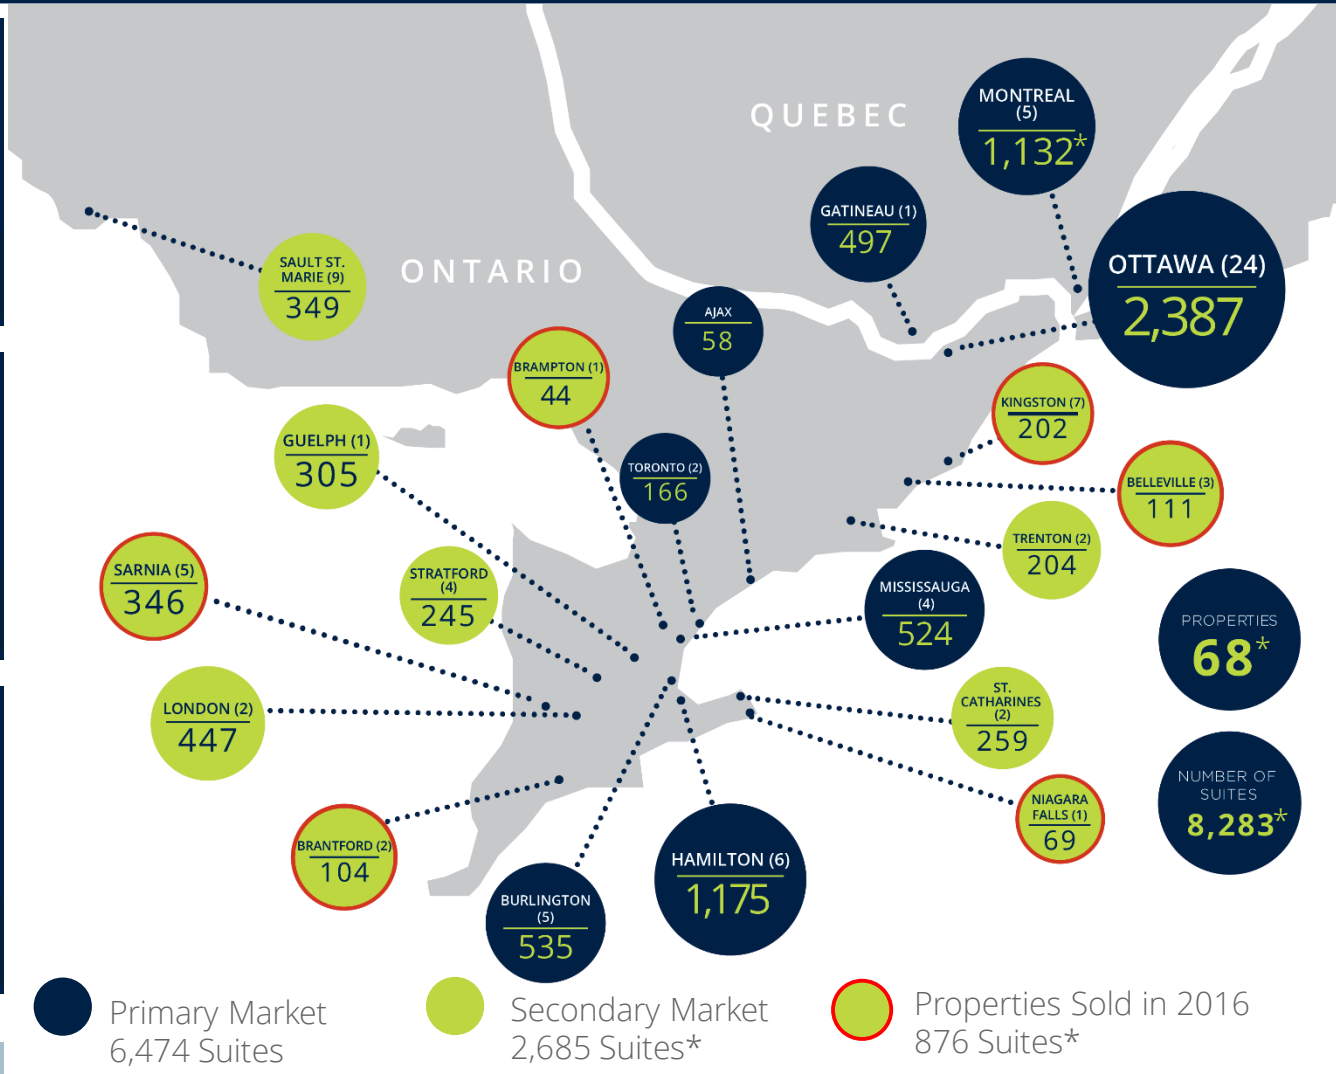 QUEBEC
ONTARIO
MONTREAL
(5)
1,132*
GATINEAU (1)
497
OTTAWA (24)
2,387
SAULT ST.
MARIE (9)
349
AJAX
58
BRAMPTON (1)
44
KINGSTON (7)
202
GUELPH (1)
305
TORONTO (2)
166
BELLEVILLE (3)
111
TRENTON (2)
204
SARNIA (5)
346
STRATFORD
(4)
245
MISSISSAUGA
(4)
524
PROPERTIES
68*
LONDON (2)
447
ST.
CATHARINES
(2)
259
NUMBER OF
SUITES
8,283*
NIAGARA
FALLS (1)
69
BRANTFORD (2)
104
HAMILTON (6)
1,175
BURLINGTON
(5)
535
Primary Market
6,474 Suites
Secondary Market
2,685 Suites*
Properties Sold in 2016
876 Suites*